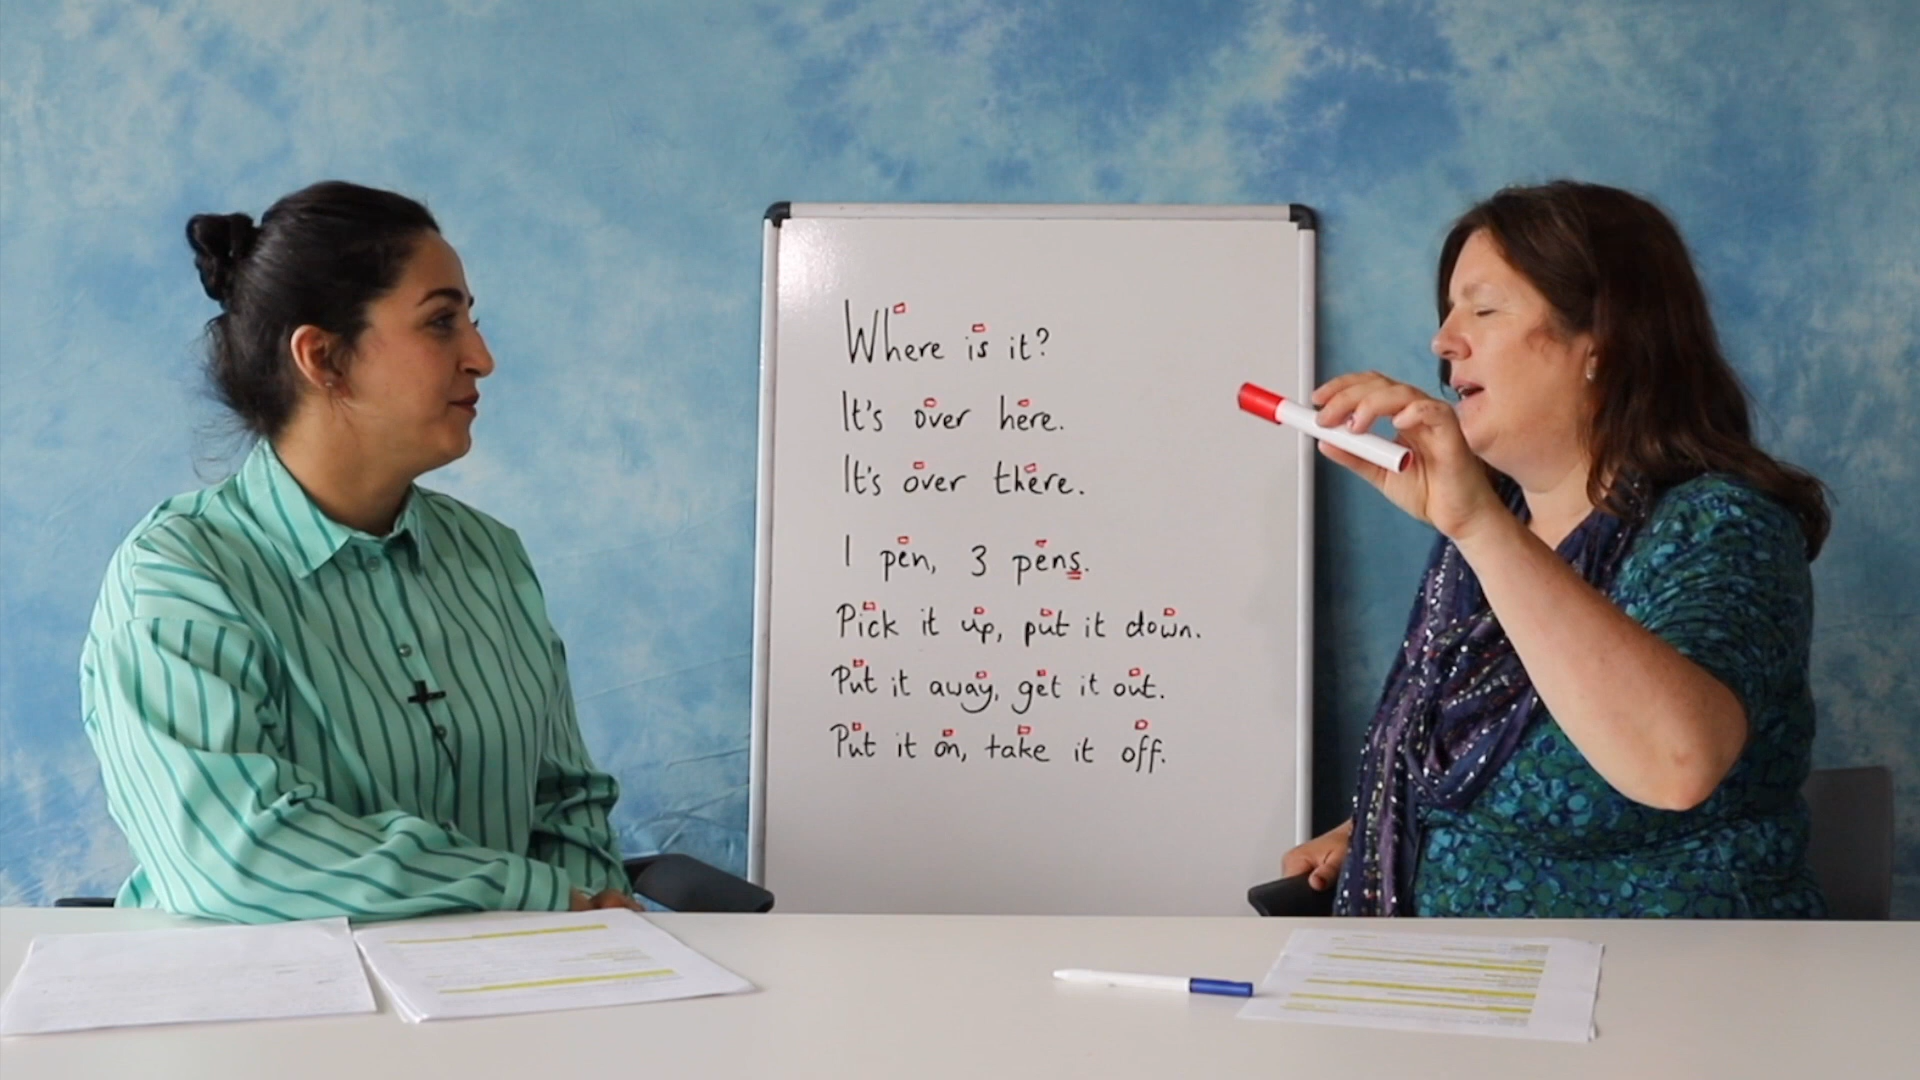 Where is it?
It's over here.
It's over there.
1 pen, 3 pens.
Pick it up, put it down.
Put it away, get it out.
Put it on, take it off.